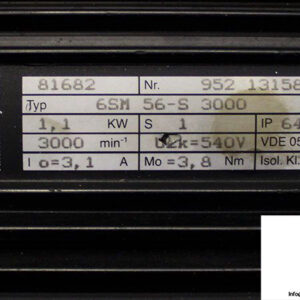 81682 Nr. 952 13158
Typ 6SM 56-S 3000
1,1 KW S 1 IP 64
3000 min⁻¹ Uzk=540V VDE 05
I o=3,1 A Mo=3,8 Nm Isol. Kl